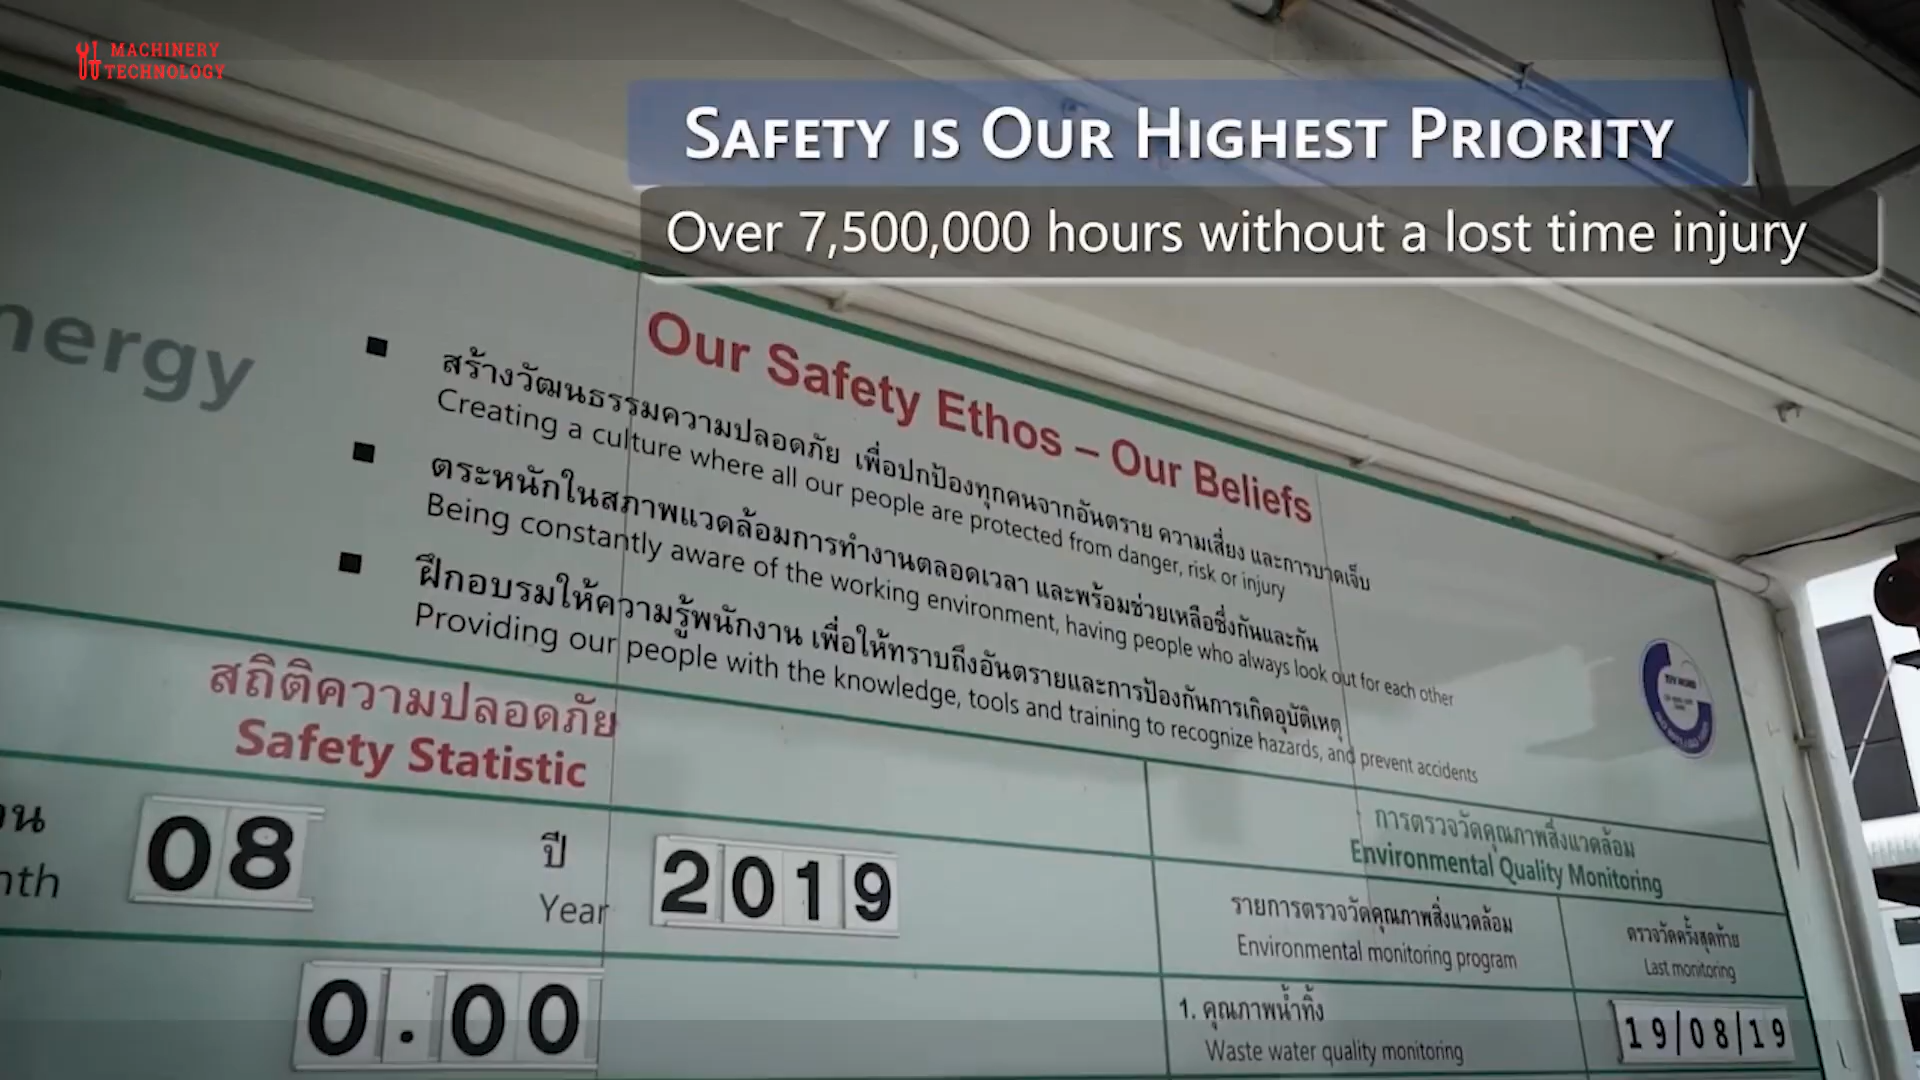 MACHINERY
TECHNOLOGY
SAFETY IS OUR HIGHEST PRIORITY
Over 7,500,000 hours without a lost time injury
nergy
Our Safety Ethos – Our Beliefs
■ สร้างวัฒนธรรมความปลอดภัย เพื่อปกป้องทุกคนจากอันตราย ความเสี่ยง และการบาดเจ็บ
Creating a culture where all our people are protected from danger, risk or injury
■ ตระหนักในสภาพแวดล้อมการทำงานตลอดเวลา และพร้อมช่วยเหลือซึ่งกันและกัน
Being constantly aware of the working environment, having people who always look out for each other
■ ฝึกอบรมให้ความรู้พนักงาน เพื่อให้ทราบถึงอันตรายและการป้องกันการเกิดอุบัติเหตุ
Providing our people with the knowledge, tools and training to recognize hazards, and prevent accidents
สถิติความปลอดภัย
Safety Statistic
อน
nth
08
ปี
Year
2019
0.00
การตรวจวัดคุณภาพสิ่งแวดล้อม
Environmental Quality Monitoring
รายการตรวจวัดคุณภาพสิ่งแวดล้อม
Environmental monitoring program
ตรวจวัดครั้งสุดท้าย
Last monitoring
1. คุณภาพน้ำทิ้ง
Waste water quality monitoring
19/08/19